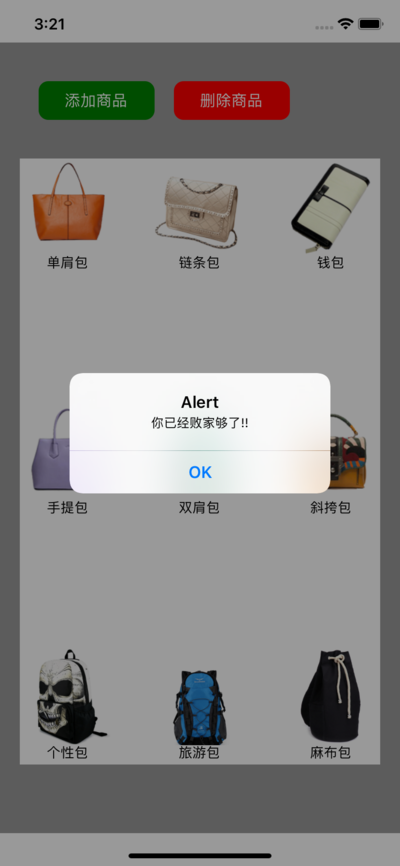 3:21
添加商品
删除商品
单肩包
链条包
钱包
Alert
你已经败家够了!!
OK
手提包
双肩包
斜挎包
个性包
旅游包
麻布包